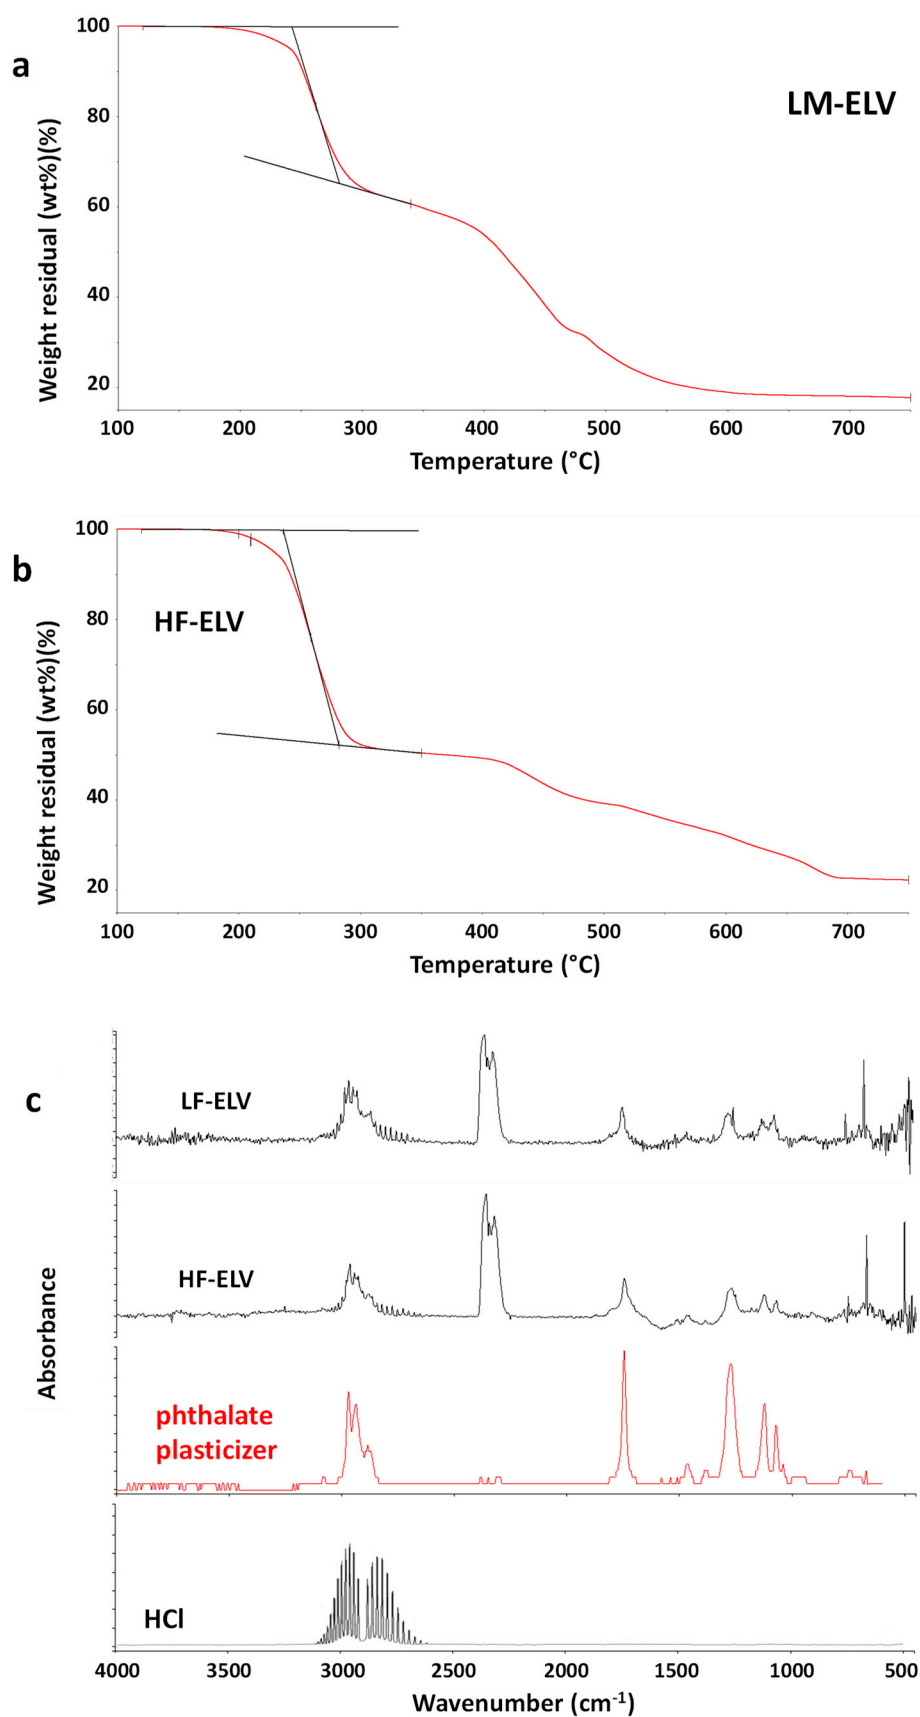 100
a
LM-ELV
80
60
40
20
Weight residual (wt%)(%)
100 200 300 400 500 600 700
Temperature (°C)
100
b
HF-ELV
80
60
40
20
Weight residual (wt%)(%)
100 200 300 400 500 600 700
Temperature (°C)
c
LF-ELV
HF-ELV
Absorbance
phthalate
plasticizer
HCl
4000 3500 3000 2500 2000 1500 1000 500
Wavenumber (cm⁻¹)